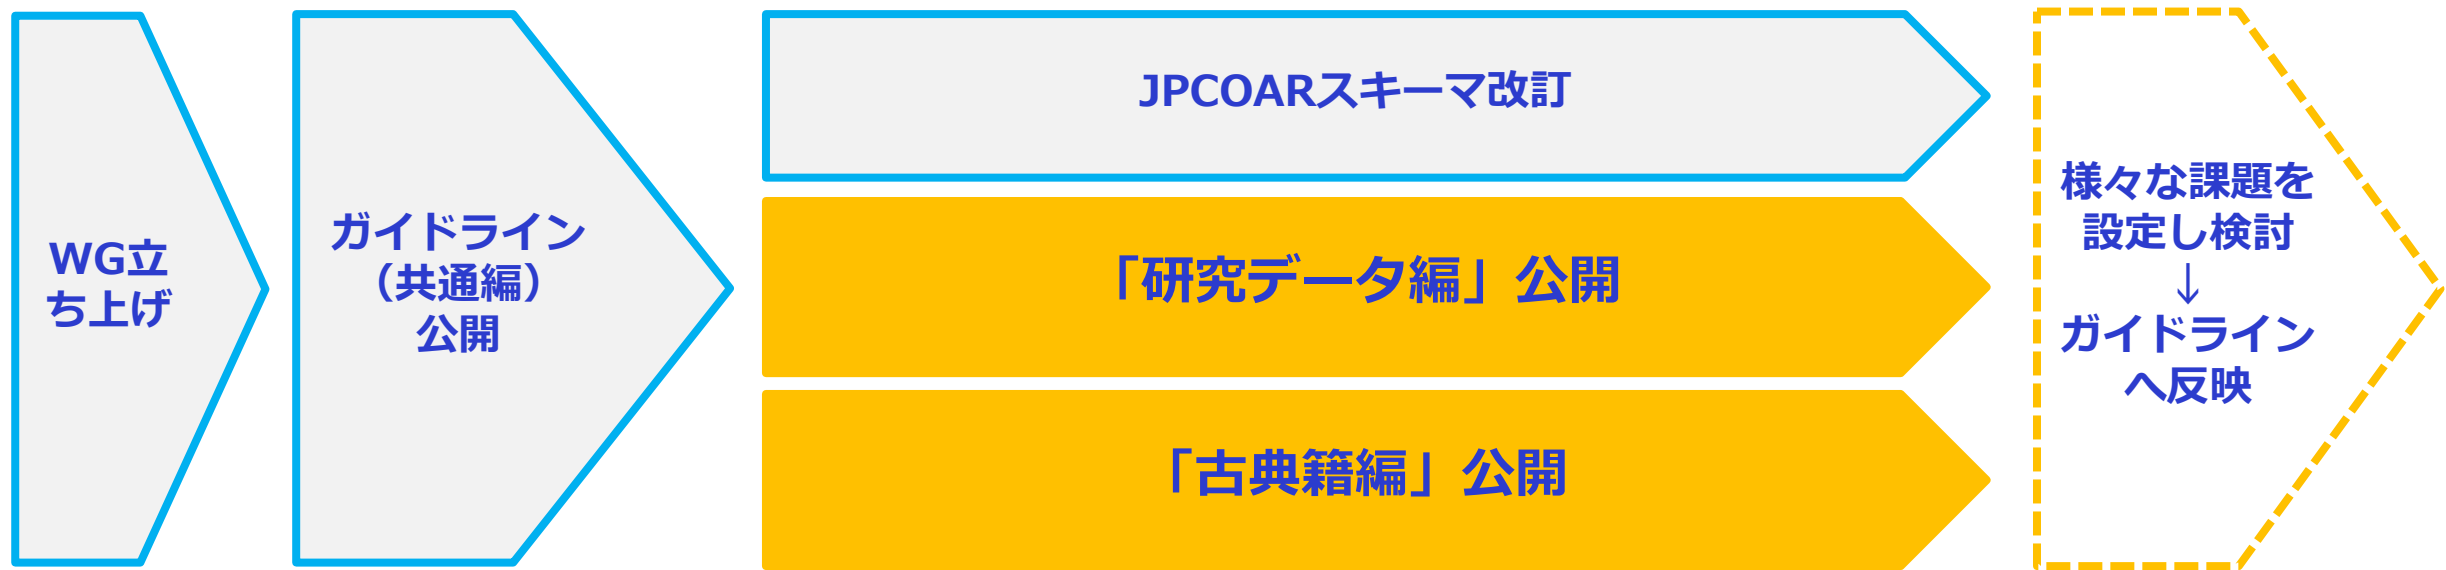 WG立
ち上げ
ガイドライン
（共通編）
公開
JPCOARスキーマ改訂
「研究データ編」公開
「古典籍編」公開
様々な課題を
設定し検討
↓
ガイドライン
へ反映